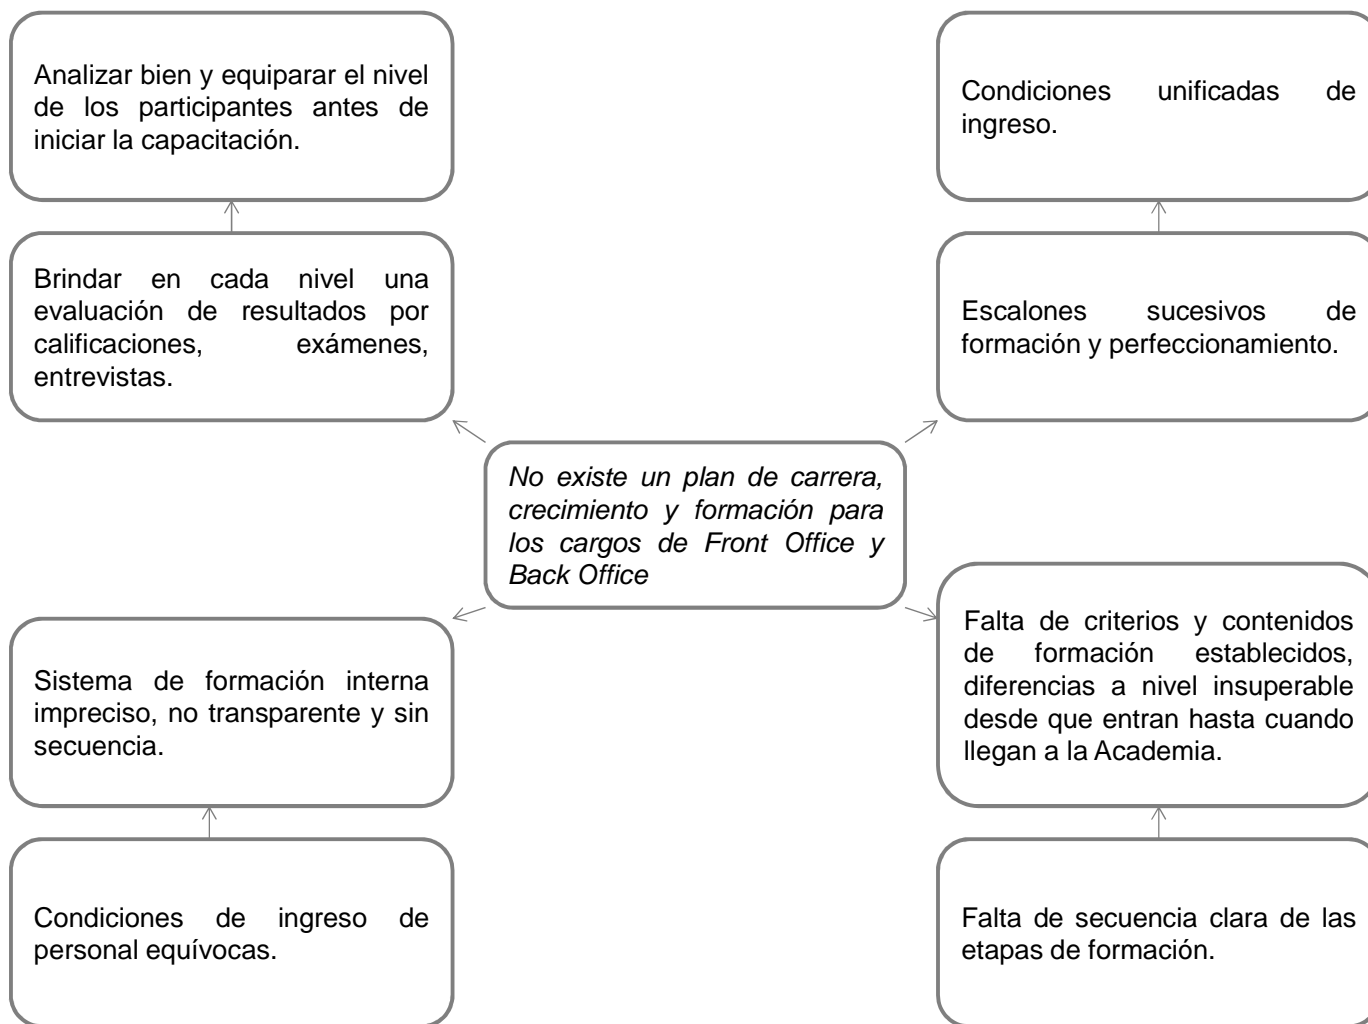 Analizar bien y equiparar el nivel
de los participantes antes de
iniciar la capacitación.
Condiciones unificadas de
ingreso.
Brindar en cada nivel una
evaluación de resultados por
calificaciones, exámenes,
entrevistas.
Escalones sucesivos de
formación y perfeccionamiento.
No existe un plan de carrera,
crecimiento y formación para
los cargos de Front Office y
Back Office
Sistema de formación interna
impreciso, no transparente y sin
secuencia.
Falta de criterios y contenidos
de formación establecidos,
diferencias a nivel insuperable
desde que entran hasta cuando
llegan a la Academia.
Condiciones de ingreso de
personal equívocas.
Falta de secuencia clara de las
etapas de formación.